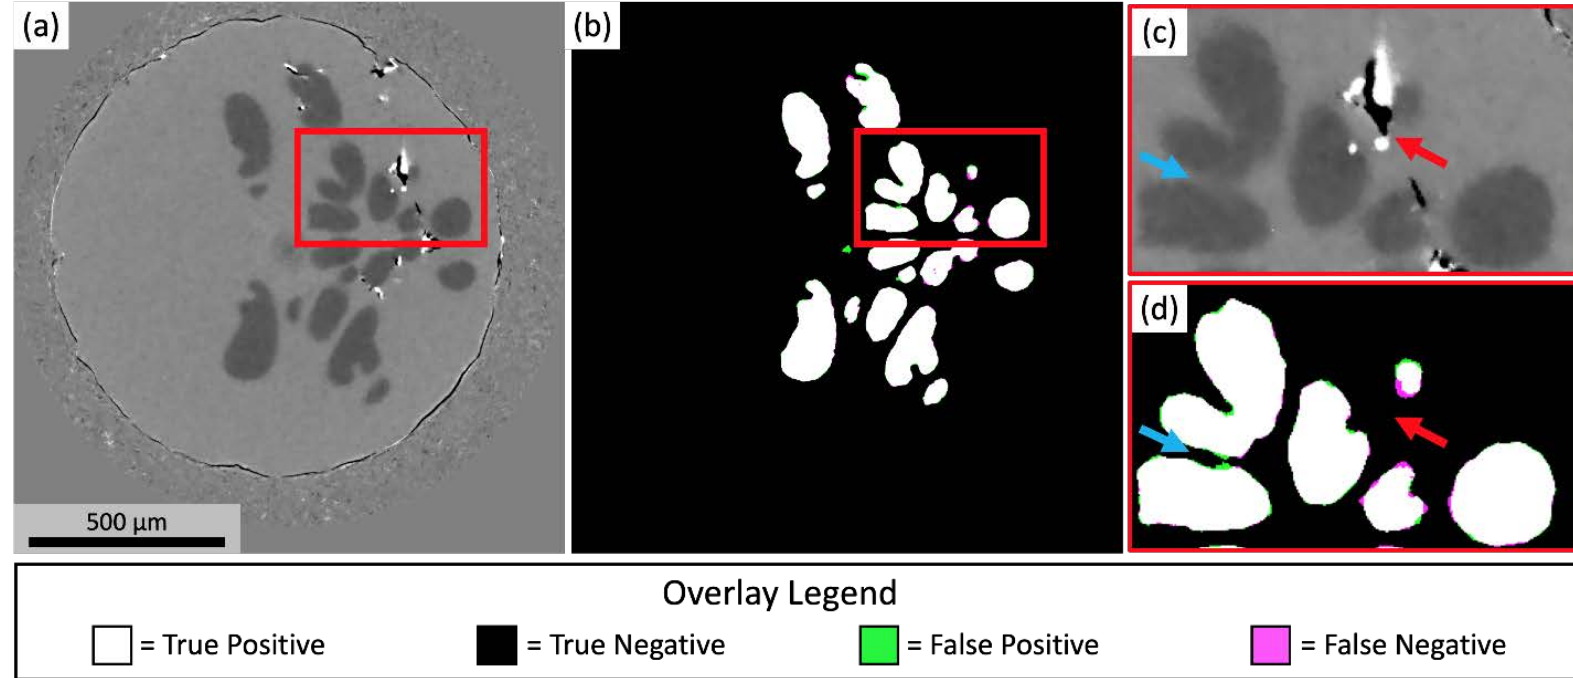 (a)
(b)
(c)
(d)
500 µm
Overlay Legend
= True Positive
= True Negative
= False Positive
= False Negative